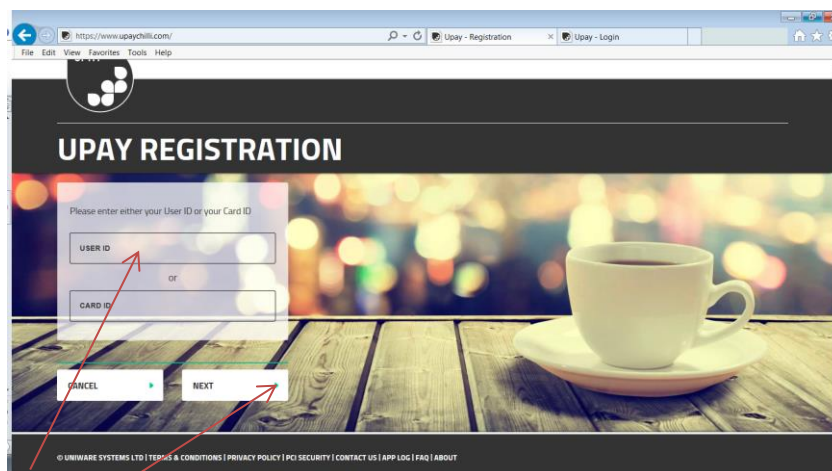 https://www.upaychilli.com/
Upay - Registration
Upay - Login
File Edit View Favorites Tools Help
UPAY
UPAY REGISTRATION
Please enter either your User ID or your Card ID
USER ID
or
CARD ID
CANCEL
NEXT
© UNIWARE SYSTEMS LTD | TERMS & CONDITIONS | PRIVACY POLICY | PCI SECURITY | CONTACT US | APP LOG | FAQ | ABOUT